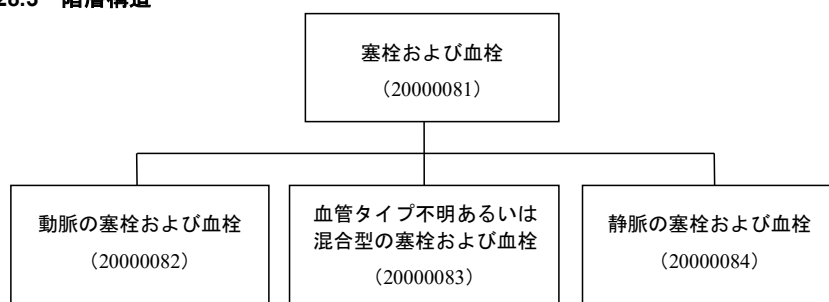 階層構造
塞栓および血栓
（20000081）
動脈の塞栓および血栓
（20000082）
血管タイプ不明あるいは
混合型の塞栓および血栓
（20000083）
静脈の塞栓および血栓
（20000084）